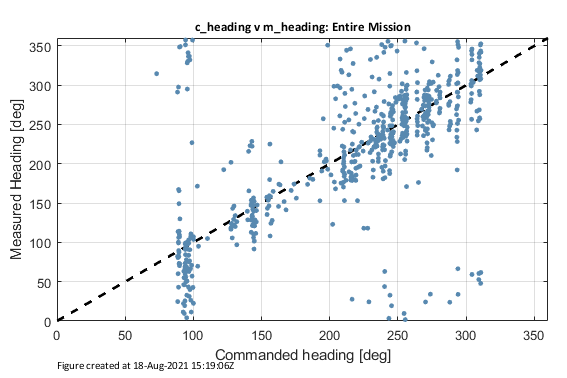 c_heading v m_heading: Entire Mission
350
300
250
200
150
100
50
0
Measured Heading [deg]
0 50 100 150 200 250 300 350
Commanded heading [deg]
Figure created at 18-Aug-2021 15:19:06Z